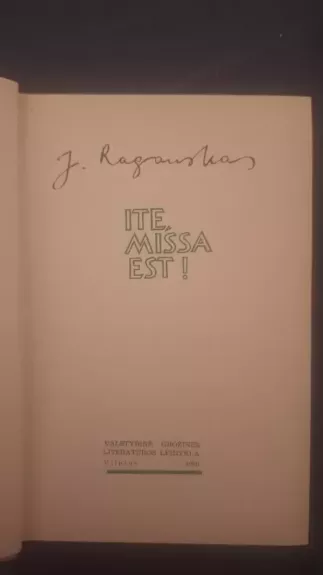 J. Ragauskas
ITE,
MISSA
EST!
VALSTYBINĖ GROŽINĖS
LITERATŪROS LEIDYKLA
Vilnius